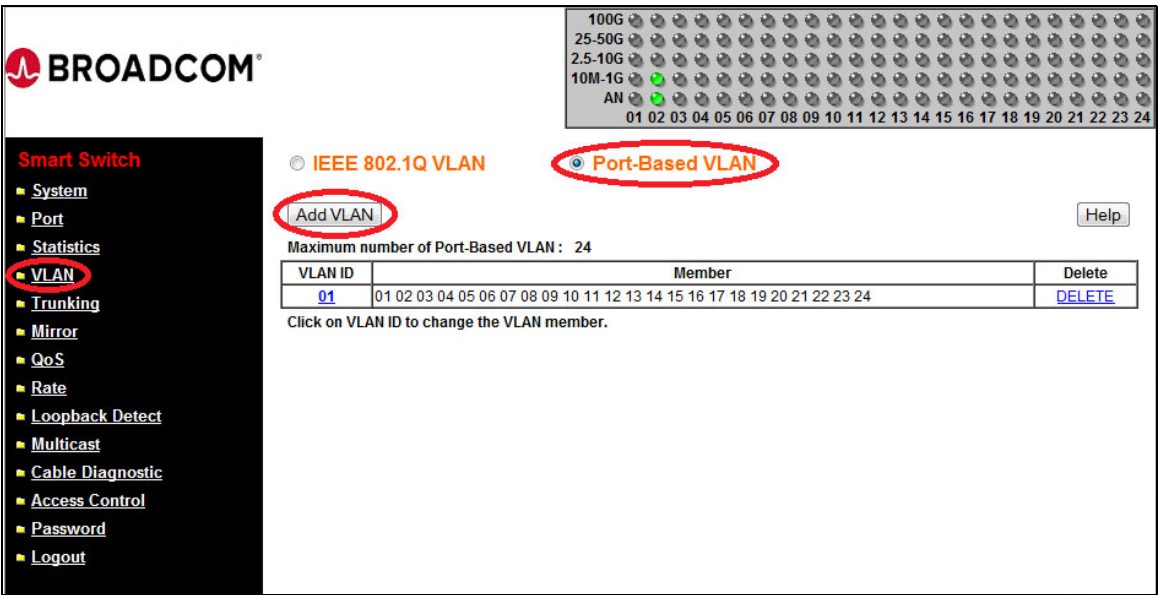 BROADCOM®
100G
25-50G
2.5-10G
10M-1G
AN
01 02 03 04 05 06 07 08 09 10 11 12 13 14 15 16 17 18 19 20 21 22 23 24
Smart Switch
System
Port
Statistics
VLAN
Trunking
Mirror
QoS
Rate
Loopback Detect
Multicast
Cable Diagnostic
Access Control
Password
Logout
IEEE 802.1Q VLAN Port-Based VLAN
Add VLAN Help
Maximum number of Port-Based VLAN : 24
VLAN ID Member Delete
01 01 02 03 04 05 06 07 08 09 10 11 12 13 14 15 16 17 18 19 20 21 22 23 24 DELETE
Click on VLAN ID to change the VLAN member.